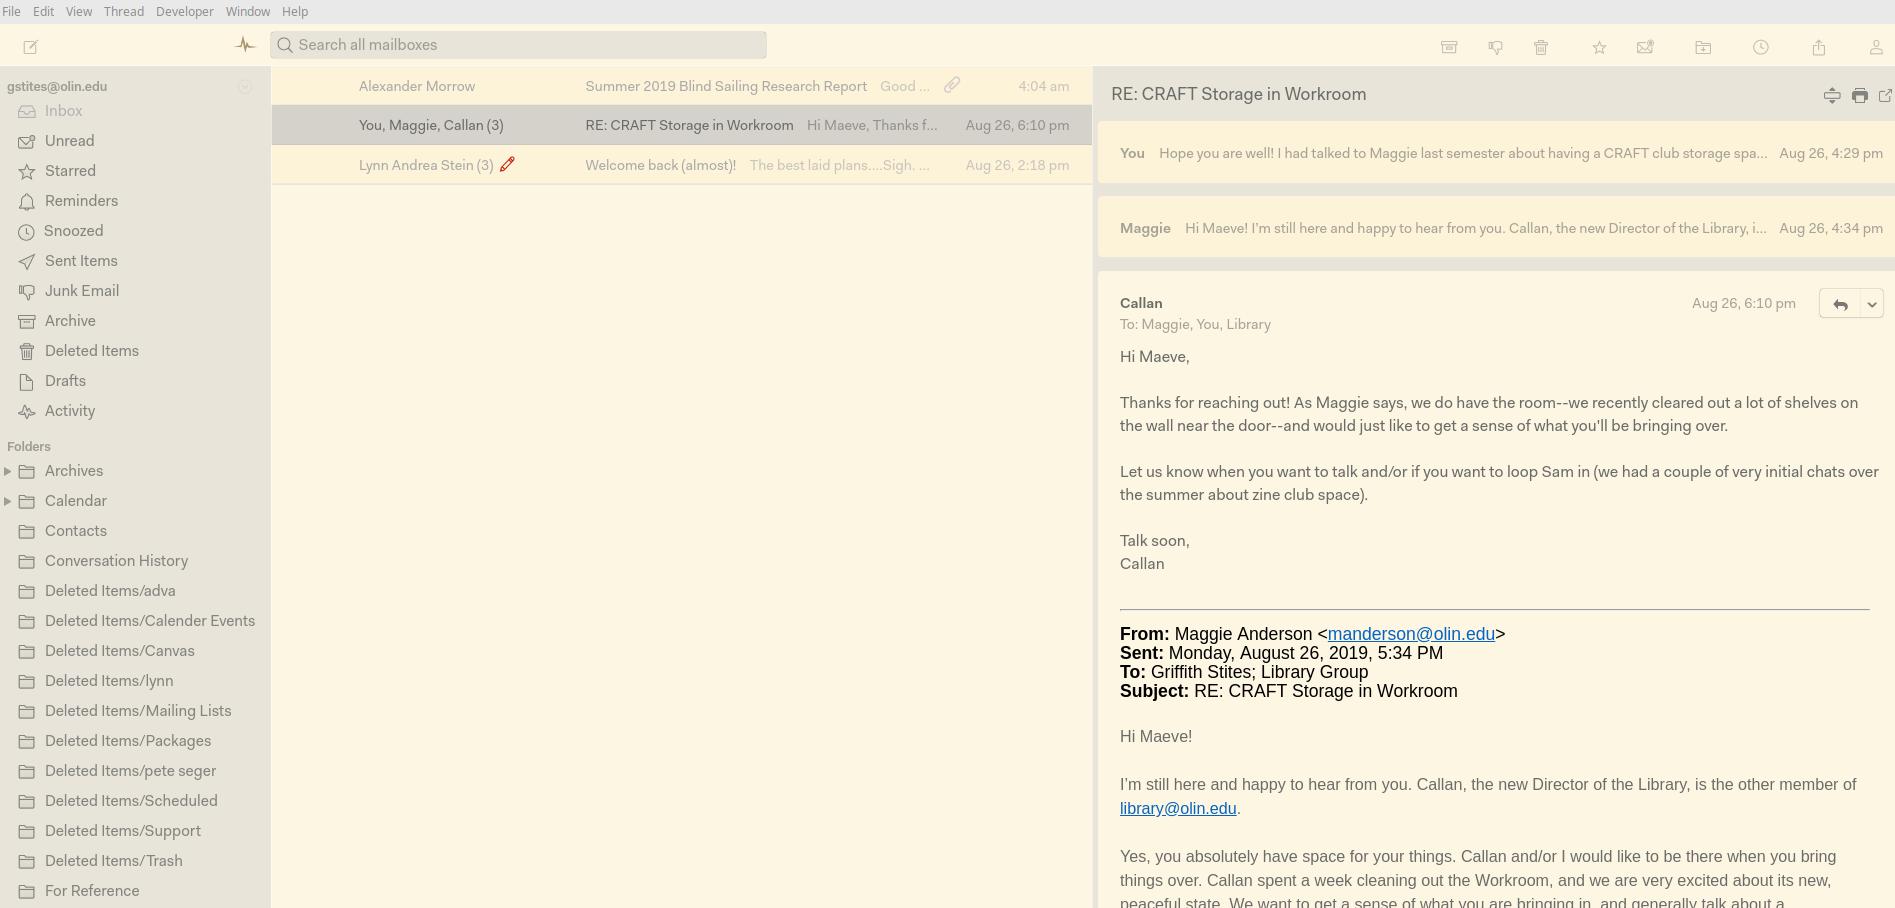 File Edit View Thread Developer Window Help
Search all mailboxes
gstites@olin.edu
Inbox
Unread
Starred
Reminders
Snoozed
Sent Items
Junk Email
Archive
Deleted Items
Drafts
Activity
Folders
Archives
Calendar
Contacts
Conversation History
Deleted Items/adva
Deleted Items/Calender Events
Deleted Items/Canvas
Deleted Items/lynn
Deleted Items/Mailing Lists
Deleted Items/Packages
Deleted Items/pete seger
Deleted Items/Scheduled
Deleted Items/Support
Deleted Items/Trash
For Reference
Alexander Morrow Summer 2019 Blind Sailing Research Report Good ... 4:04 am
You, Maggie, Callan (3) RE: CRAFT Storage in Workroom Hi Maeve, Thanks f... Aug 26, 6:10 pm
Lynn Andrea Stein (3) Welcome back (almost)! The best laid plans....Sigh. ... Aug 26, 2:18 pm
RE: CRAFT Storage in Workroom
You Hope you are well! I had talked to Maggie last semester about having a CRAFT club storage spa... Aug 26, 4:29 pm
Maggie Hi Maeve! I'm still here and happy to hear from you. Callan, the new Director of the Library, i... Aug 26, 4:34 pm
Callan Aug 26, 6:10 pm
To: Maggie, You, Library
Hi Maeve,
Thanks for reaching out! As Maggie says, we do have the room--we recently cleared out a lot of shelves on
the wall near the door--and would just like to get a sense of what you'll be bringing over.
Let us know when you want to talk and/or if you want to loop Sam in (we had a couple of very initial chats over
the summer about zine club space).
Talk soon,
Callan
From: Maggie Anderson <manderson@olin.edu>
Sent: Monday, August 26, 2019, 5:34 PM
To: Griffith Stites; Library Group
Subject: RE: CRAFT Storage in Workroom
Hi Maeve!
I'm still here and happy to hear from you. Callan, the new Director of the Library, is the other member of
library@olin.edu.
Yes, you absolutely have space for your things. Callan and/or I would like to be there when you bring
things over. Callan spent a week cleaning out the Workroom, and we are very excited about its new,
peaceful state. We want to get a sense of what you are bringing in, and generally talk about a